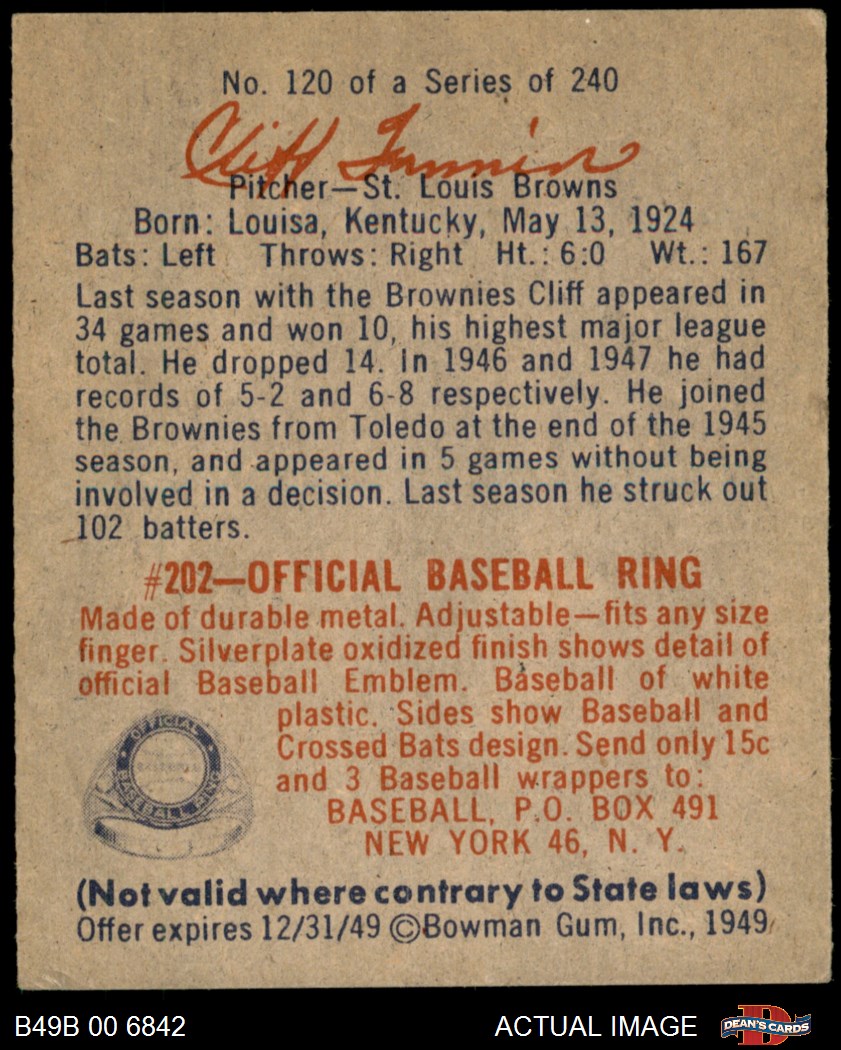 No. 120 of a Series of 240
Cliff Fannin
Pitcher—St. Louis Browns
Born: Louisa, Kentucky, May 13, 1924
Bats: Left Throws: Right Ht.: 6:0 Wt.: 167
Last season with the Brownies Cliff appeared in
34 games and won 10, his highest major league
total. He dropped 14. In 1946 and 1947 he had
records of 5-2 and 6-8 respectively. He joined
the Brownies from Toledo at the end of the 1945
season, and appeared in 5 games without being
involved in a decision. Last season he struck out
102 batters.
#202—OFFICIAL BASEBALL RING
Made of durable metal. Adjustable—fits any size
finger. Silverplate oxidized finish shows detail of
official Baseball Emblem. Baseball of white
plastic. Sides show Baseball and
Crossed Bats design. Send only 15c
and 3 Baseball wrappers to:
BASEBALL, P.O. BOX 491
NEW YORK 46, N. Y.
OFFICIAL
BASEBALL RING
(Not valid where contrary to State laws)
Offer expires 12/31/49 ©Bowman Gum, Inc., 1949
B49B 00 6842 ACTUAL IMAGE DEAN'S CARDS